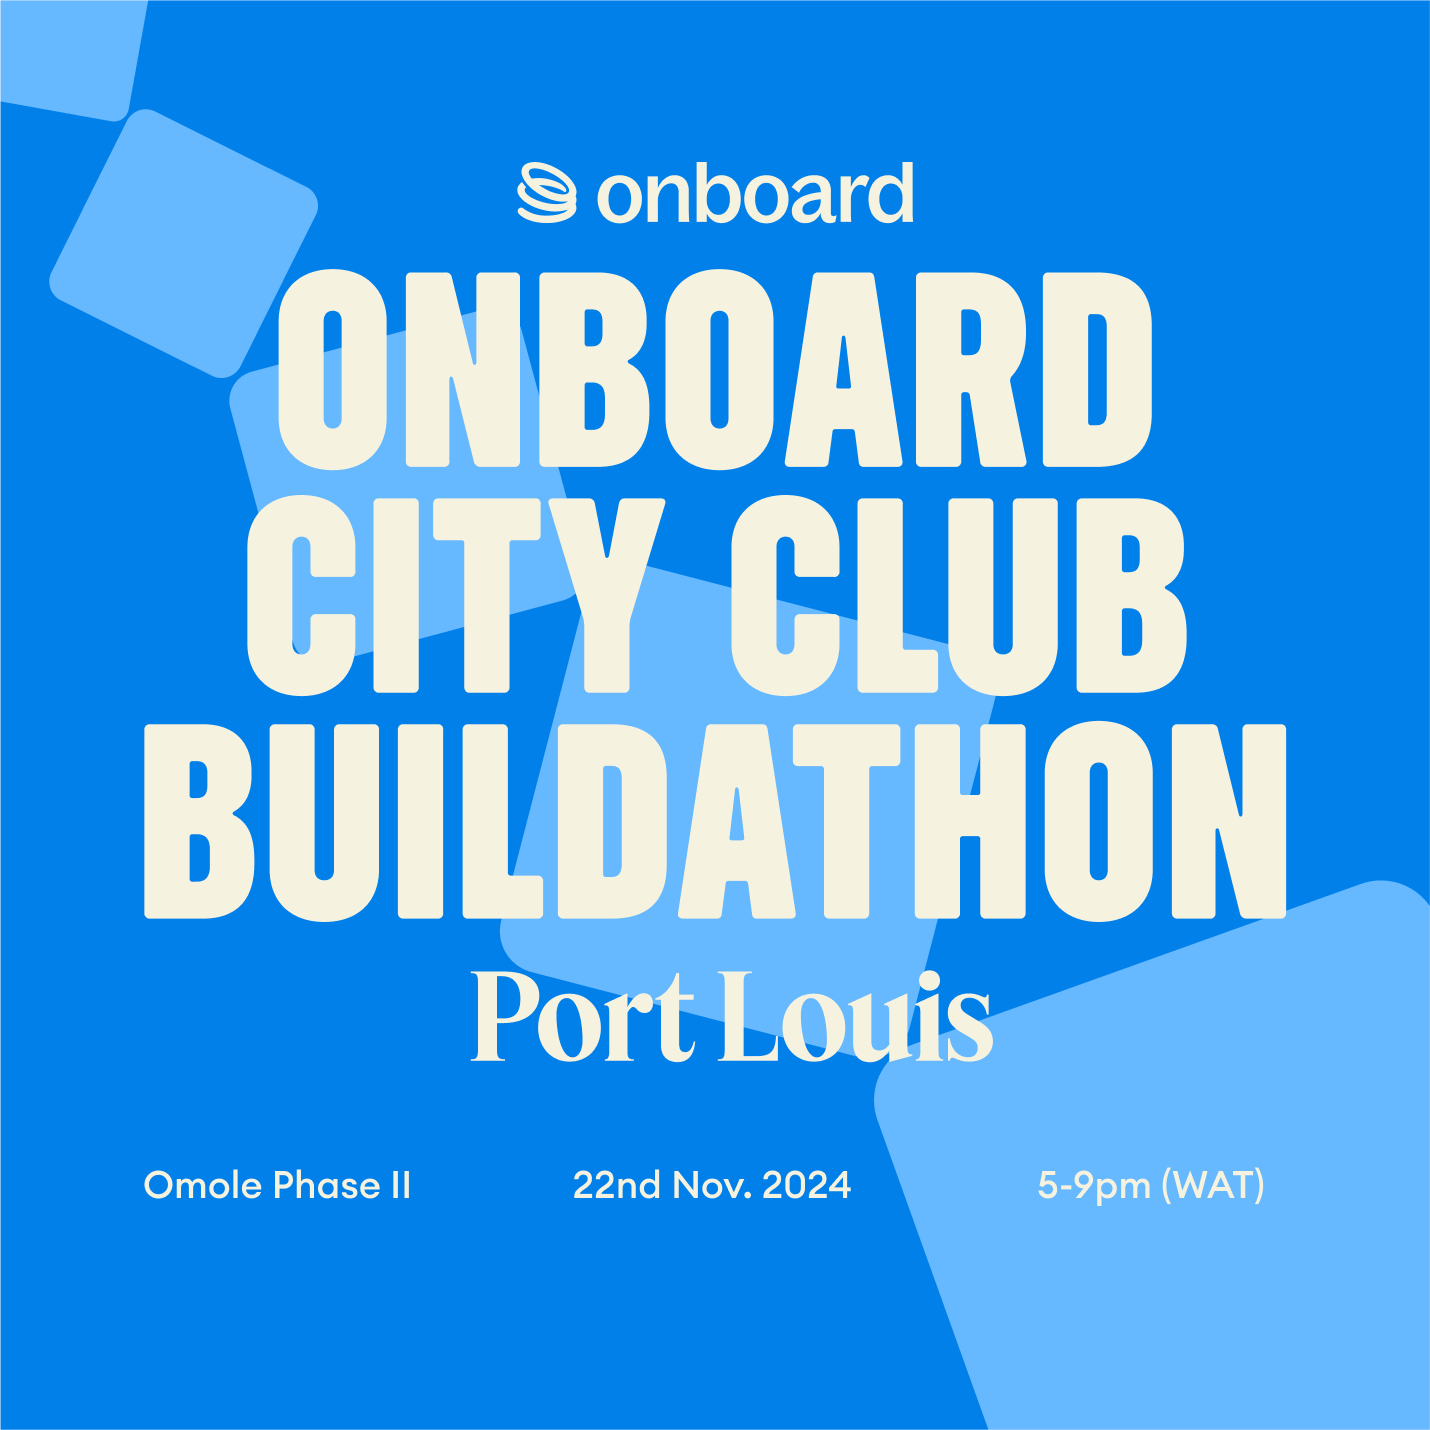 onboard
ONBOARD
CITY CLUB
BUILDATHON
Port Louis
Omole Phase II
22nd Nov. 2024
5-9pm (WAT)